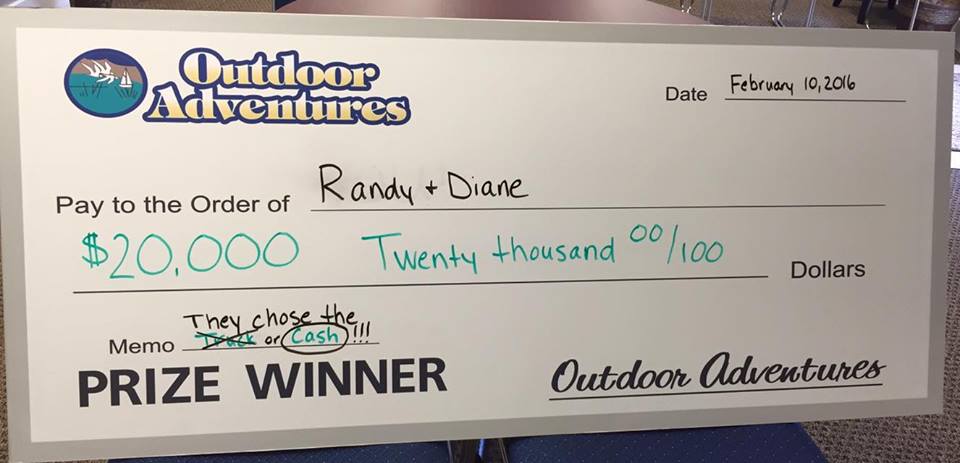 Outdoor
Adventures
Date February 10, 2016
Pay to the Order of Randy + Diane
$20,000 Twenty thousand 00/100
Dollars
They chose the
Memo Truck or Cash !!!
PRIZE WINNER
Outdoor Adventures